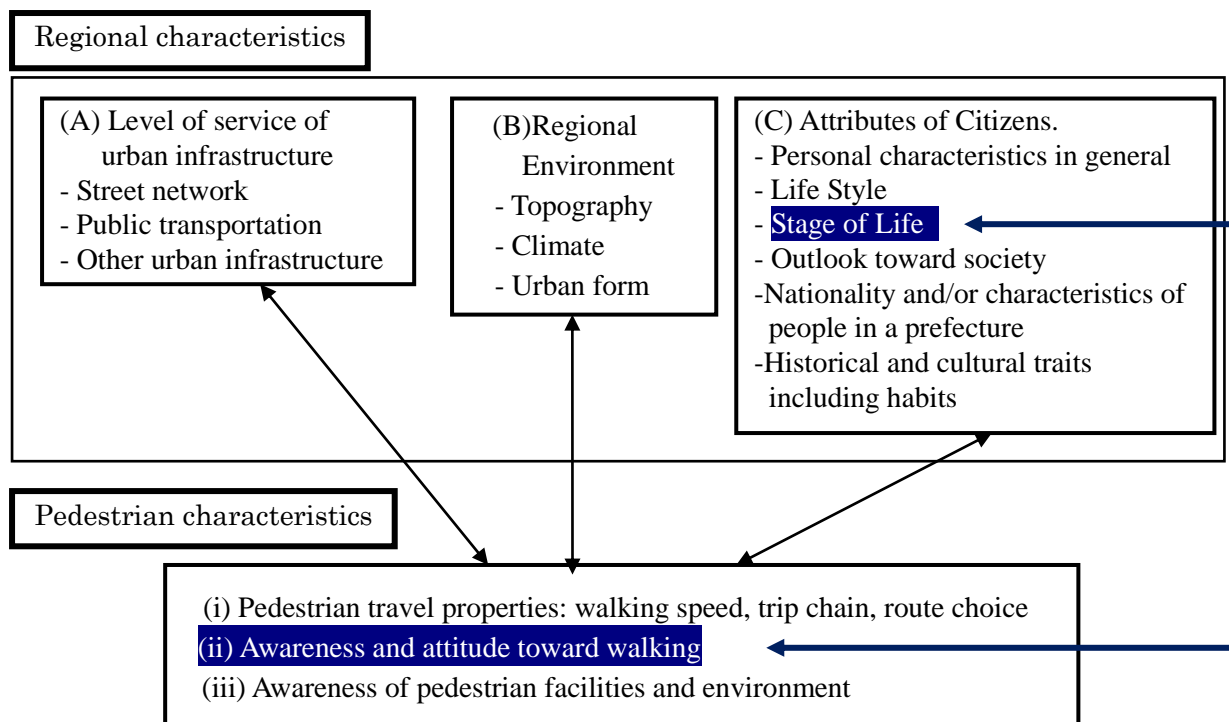 Regional characteristics
(A) Level of service of
urban infrastructure
- Street network
- Public transportation
- Other urban infrastructure
(B)Regional
Environment
- Topography
- Climate
- Urban form
(C) Attributes of Citizens.
- Personal characteristics in general
- Life Style
- Stage of Life
- Outlook toward society
-Nationality and/or characteristics of
people in a prefecture
-Historical and cultural traits
including habits
Pedestrian characteristics
(i) Pedestrian travel properties: walking speed, trip chain, route choice
(ii) Awareness and attitude toward walking
(iii) Awareness of pedestrian facilities and environment